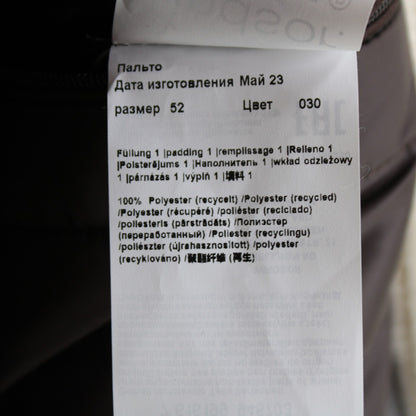 Пальто
Дата изготовления Май 23
размер 52 Цвет 030
Füllung 1 |padding 1 |remplissage 1 |Relleno 1
|Polsterējums 1 |Наполнитель 1 |wkład odzieżowy
1 |párnázás 1 |výplň 1 |填料 1
100% Polyester (recycelt) /Polyester (recycled)
/Polyester (récupéré) /poliéster (reciclado)
/poliesteris (pārstrādāts) /Полиэстер
(переработанный) /Poliester (recyclingu)
/poliészter (újrahasznosított) /polyester
(recyklováno) /聚酯纤维 (再生)